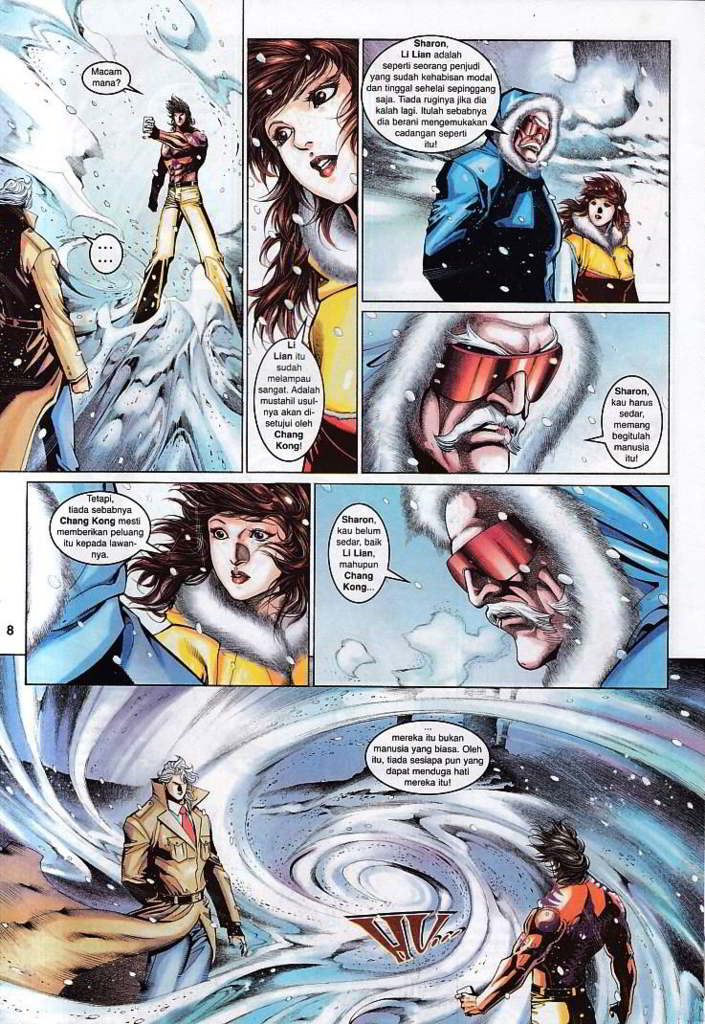 Macam
mana?
...
...
Li
Lian itu
sudah
melampau
sangat. Adalah
mustahil usul-
nya akan di-
setujui oleh
Chang
Kong!
Sharon,
Li Lian adalah
seperti seorang penjudi
yang sudah kehabisan modal
dan tinggal sehelai sepinggang
saja. Tiada ruginya jika dia
kalah lagi. Itulah sebabnya
dia berani mengemukakan
cadangan seperti
itu!
Sharon,
kau harus
sedar,
memang
begitulah
manusia
itu!
Tetapi,
tiada sebabnya
Chang Kong mesti
memberikan peluang
itu kepada lawan-
nya.
Sharon,
kau belum
sedar, baik
Li Lian,
mahupun
Chang
Kong...
...
mereka itu bukan
manusia yang biasa. Oleh
itu, tiada sesiapa pun yang
dapat menduga hati
mereka itu!
HU...
8